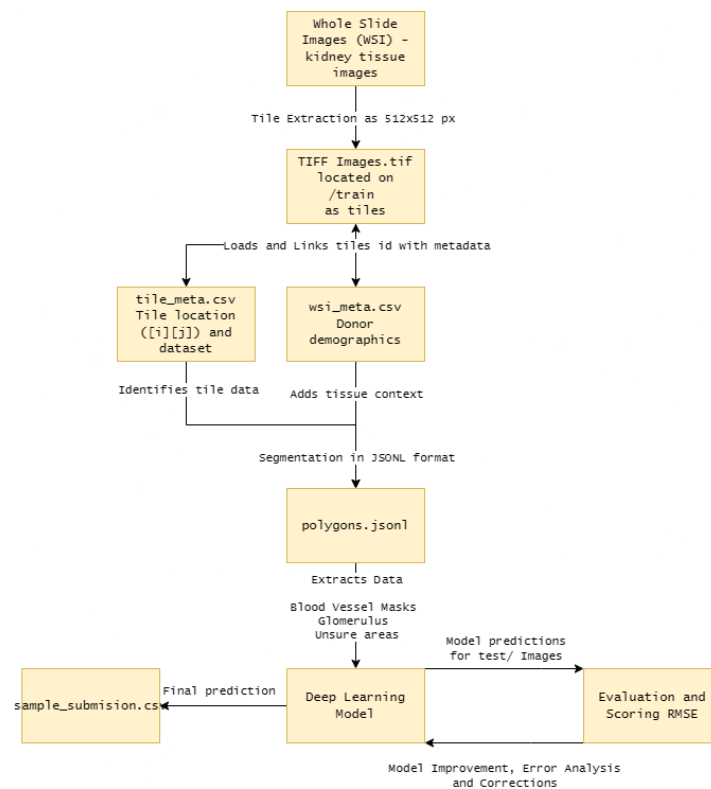 Whole Slide
Images (WSI) -
kidney tissue
images
Tile Extraction as 512x512 px
TIFF Images.tif
located on
/train
as tiles
Loads and Links tiles id with metadata
tile_meta.csv
Tile location
([i][j]) and
dataset
wsi_meta.csv
Donor
demographics
Identifies tile data
Adds tissue context
Segmentation in JSONL format
polygons.jsonl
Extracts Data
Blood Vessel Masks
Glomerulus
Unsure areas
Model predictions
for test/ Images
sample_submision.cs
Final prediction
Deep Learning
Model
Evaluation and
Scoring RMSE
Model Improvement, Error Analysis
and Corrections